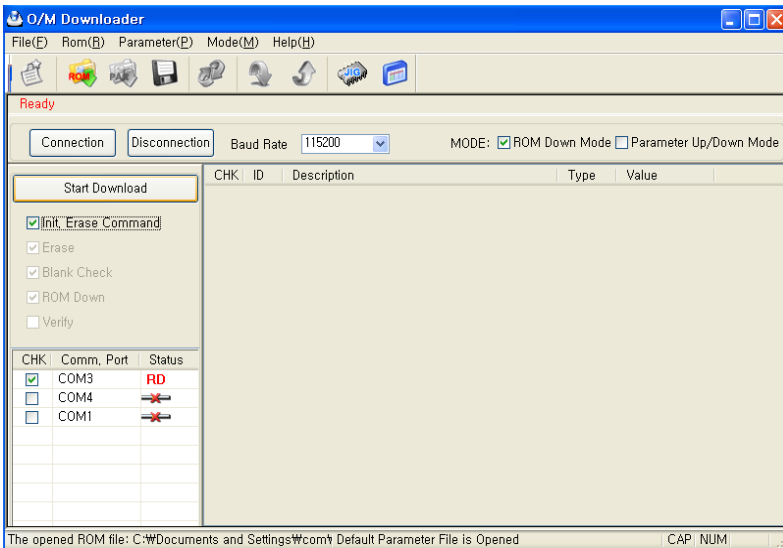 O/M Downloader
File(F) Rom(R) Parameter(P) Mode(M) Help(H)
ROM PAR JIG
Ready
Connection Disconnection Baud Rate 115200 MODE: ROM Down Mode Parameter Up/Down Mode
Start Download
CHK ID Description Type Value
Init, Erase Command
Erase
Blank Check
ROM Down
Verify
CHK Comm, Port Status
COM3 RD
COM4
COM1
The opened ROM file: C:₩Documents and Settings₩com Default Parameter File is Opened CAP NUM